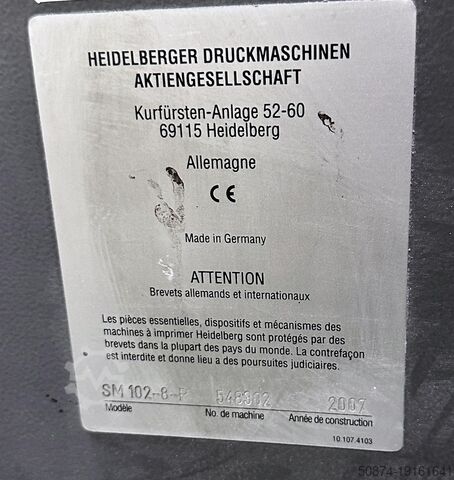 HEIDELBERGER DRUCKMASCHINEN
AKTIENGESELLSCHAFT
Kurfürsten-Anlage 52-60
69115 Heidelberg
Allemagne
CE
Made in Germany
ATTENTION
Brevets allemands et internationaux
Les pièces essentielles, dispositifs et mécanismes des
machines à imprimer Heidelberg sont protégés par des
brevets dans la plupart des pays du monde. La contrefaçon
est interdite et donne lieu a des poursuites judiciaires.
SM 102-8-P 548902 2007
Modèle No. de machine Année de construction
10.107.4103
50874-19161641